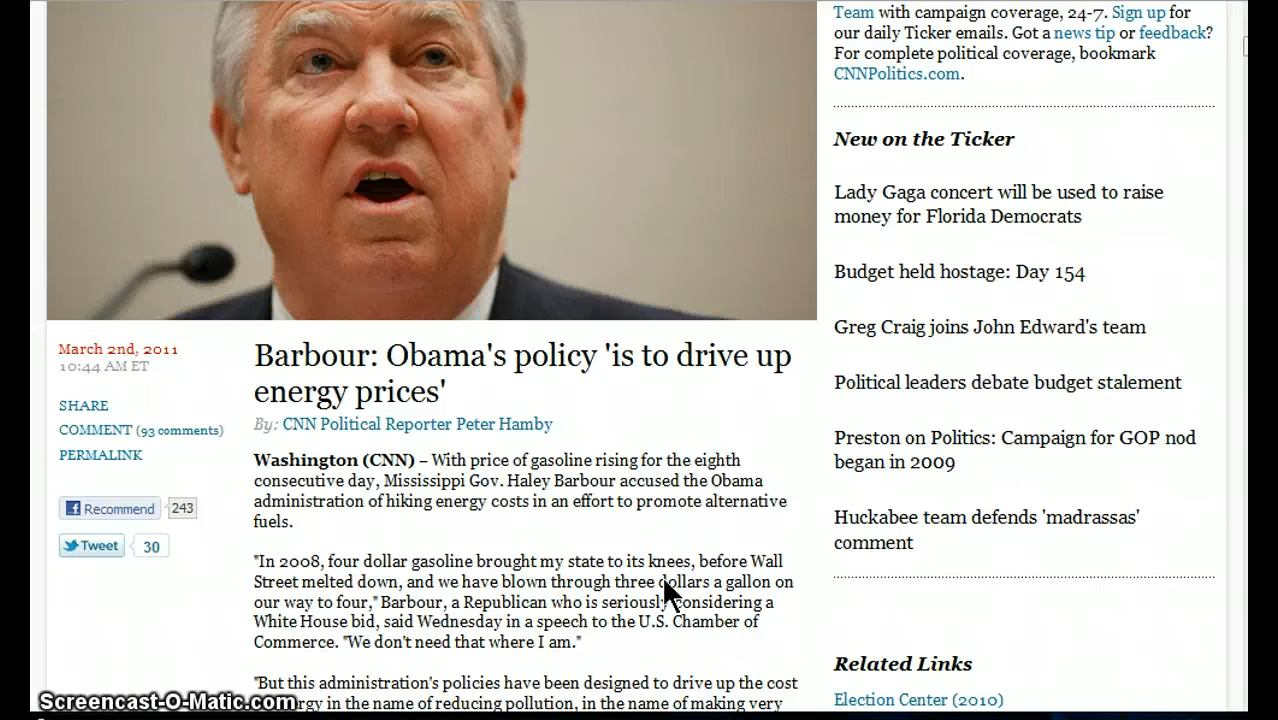 Team with campaign coverage, 24-7. Sign up for
our daily Ticker emails. Got a news tip or feedback?
For complete political coverage, bookmark
CNNPolitics.com.
New on the Ticker
Lady Gaga concert will be used to raise
money for Florida Democrats
Budget held hostage: Day 154
Greg Craig joins John Edward's team
Political leaders debate budget stalement
Preston on Politics: Campaign for GOP nod
began in 2009
Huckabee team defends 'madrassas'
comment
Related Links
Election Center (2010)
March 2nd, 2011
10:44 AM ET
SHARE
COMMENT (93 comments)
PERMALINK
Recommend 243
Tweet 30
Barbour: Obama's policy 'is to drive up
energy prices'
By: CNN Political Reporter Peter Hamby
Washington (CNN) – With price of gasoline rising for the eighth
consecutive day, Mississippi Gov. Haley Barbour accused the Obama
administration of hiking energy costs in an effort to promote alternative
fuels.
"In 2008, four dollar gasoline brought my state to its knees, before Wall
Street melted down, and we have blown through three dollars a gallon on
our way to four," Barbour, a Republican who is seriously considering a
White House bid, said Wednesday in a speech to the U.S. Chamber of
Commerce. "We don't need that where I am."
"But this administration's policies have been designed to drive up the cost
in the name of reducing pollution, in the name of making very
Screencast-O-Matic.com